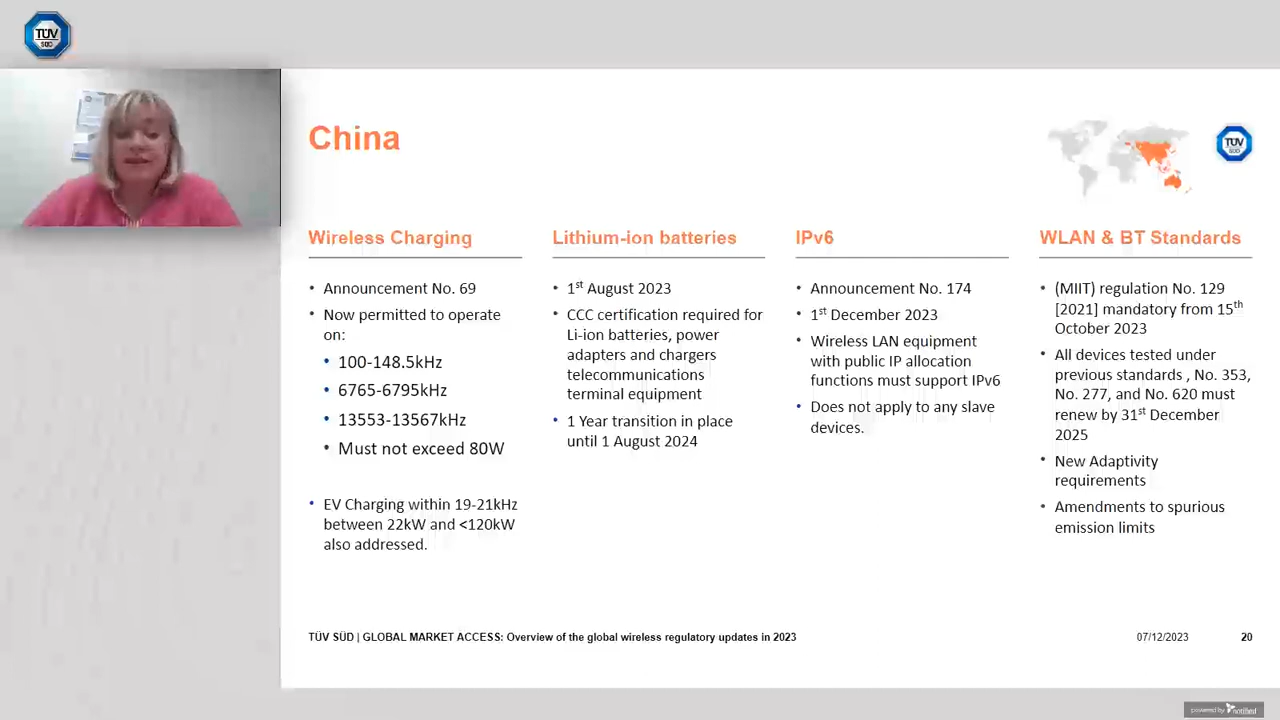 TÜV
SÜD
China
TÜV
SÜD
Wireless Charging
• Announcement No. 69
• Now permitted to operate
on:
• 100-148.5kHz
• 6765-6795kHz
• 13553-13567kHz
• Must not exceed 80W
• EV Charging within 19-21kHz
between 22kW and <120kW
also addressed.
Lithium-ion batteries
• 1st August 2023
• CCC certification required for
Li-ion batteries, power
adapters and chargers
telecommunications
terminal equipment
• 1 Year transition in place
until 1 August 2024
IPv6
• Announcement No. 174
• 1st December 2023
• Wireless LAN equipment
with public IP allocation
functions must support IPv6
• Does not apply to any slave
devices.
WLAN & BT Standards
• (MIIT) regulation No. 129
[2021] mandatory from 15th
October 2023
• All devices tested under
previous standards , No. 353,
No. 277, and No. 620 must
renew by 31st December
2025
• New Adaptivity
requirements
• Amendments to spurious
emission limits
TÜV SÜD | GLOBAL MARKET ACCESS: Overview of the global wireless regulatory updates in 2023
07/12/2023
20
powered by notified